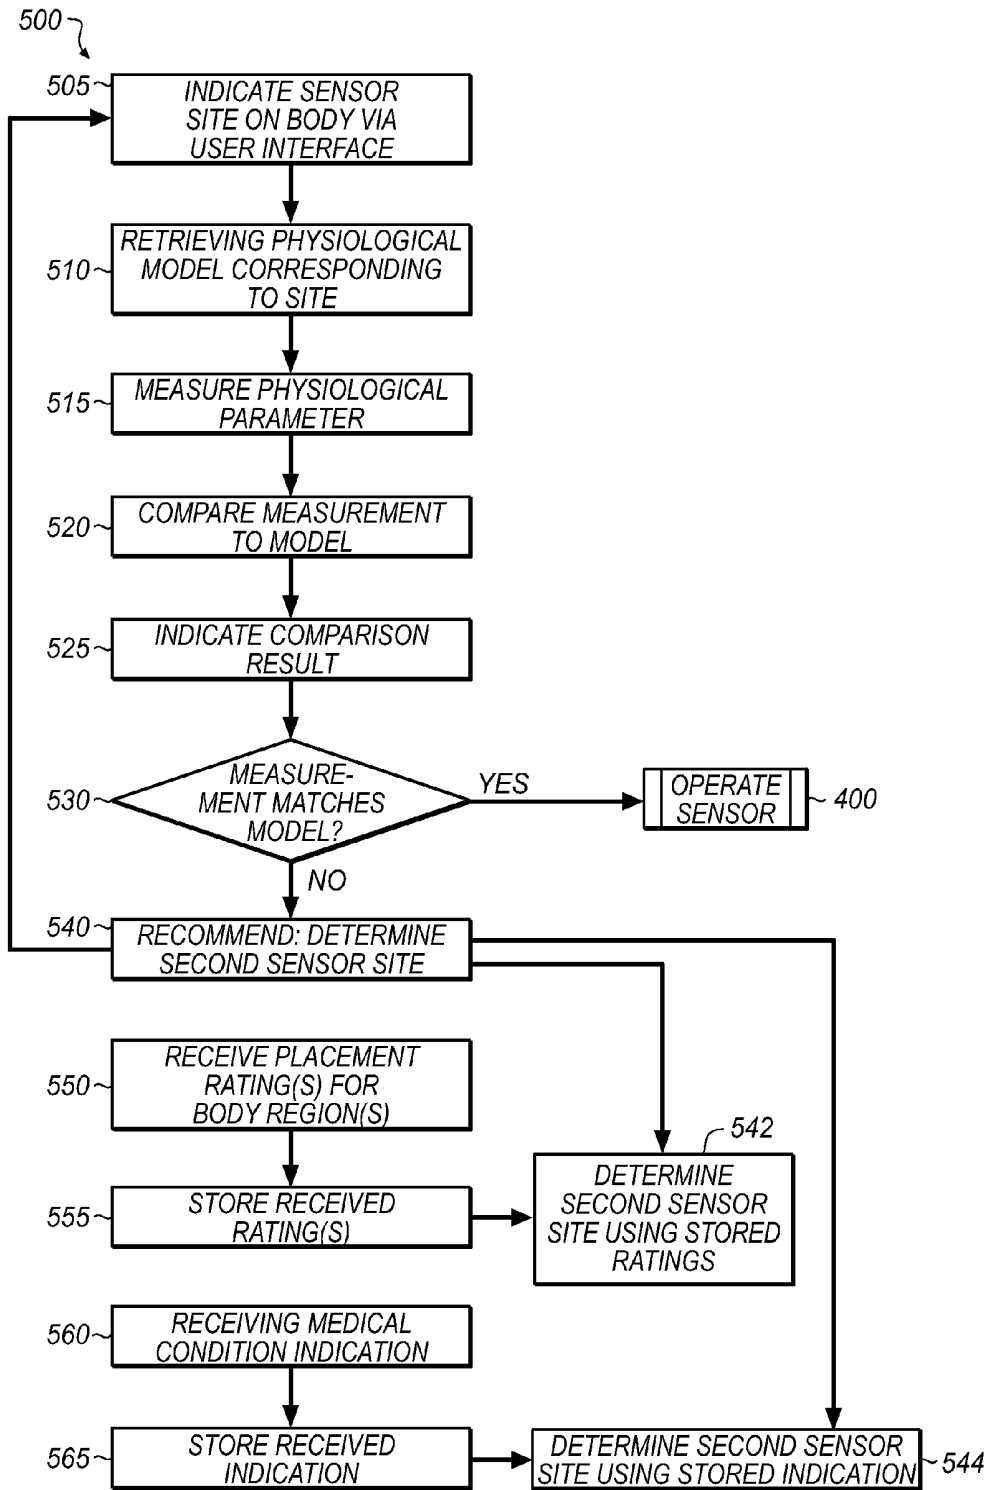 500
505
INDICATE SENSOR
SITE ON BODY VIA
USER INTERFACE
510
RETRIEVING PHYSIOLOGICAL
MODEL CORRESPONDING
TO SITE
515
MEASURE PHYSIOLOGICAL
PARAMETER
520
COMPARE MEASUREMENT
TO MODEL
525
INDICATE COMPARISON
RESULT
530
MEASURE-
MENT MATCHES
MODEL?
YES
OPERATE
SENSOR
400
NO
540
RECOMMEND: DETERMINE
SECOND SENSOR SITE
550
RECEIVE PLACEMENT
RATING(S) FOR
BODY REGION(S)
542
DETERMINE
SECOND SENSOR
SITE USING STORED
RATINGS
555
STORE RECEIVED
RATING(S)
560
RECEIVING MEDICAL
CONDITION INDICATION
565
STORE RECEIVED
INDICATION
DETERMINE SECOND SENSOR
SITE USING STORED INDICATION
544